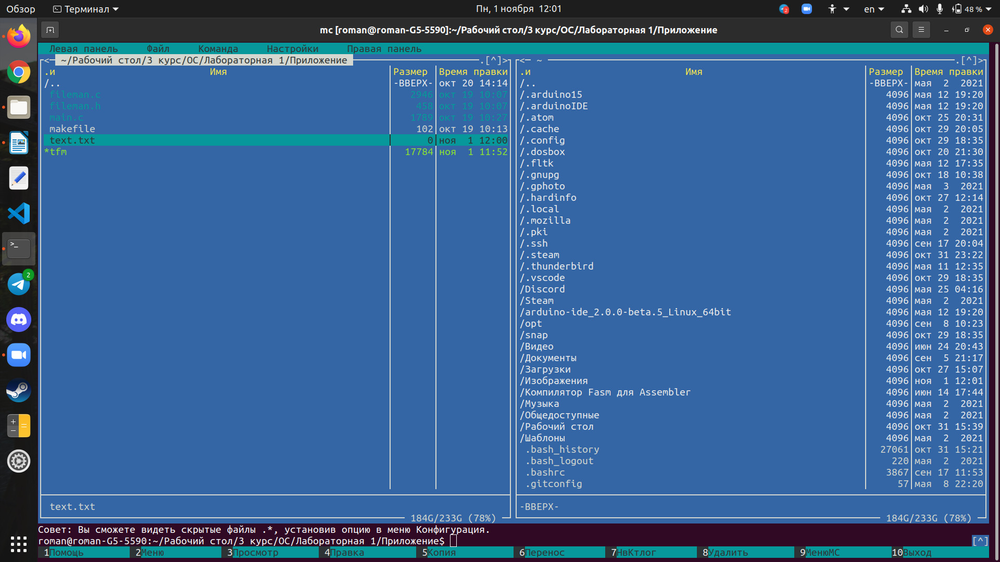 Обзор Терминал Пн, 1 ноября 12:01 2 en 48 %
mc [roman@roman-G5-5590]:~/Рабочий стол/3 курс/ОС/Лабораторная 1/Приложение
Левая панель Файл Команда Настройки Правая панель
<─ ~/Рабочий стол/3 курс/ОС/Лабораторная 1/Приложение .[^]>
.и Имя Размер Время правки
/.. -ВВЕРХ- окт 20 14:14
fileman.c 2946 окт 19 10:07
fileman.h 458 окт 19 10:07
main.c 1789 окт 19 10:27
makefile 102 окт 19 10:13
text.txt 0 ноя 1 12:00
*tfm 17784 ноя 1 11:52
text.txt
184G/233G (78%)
<─ ~ .[^]>
.и Имя Размер Время правки
/.. -ВВЕРХ- мая 2 2021
/.arduino15 4096 мая 12 19:20
/.arduinoIDE 4096 мая 12 19:20
/.atom 4096 окт 25 20:31
/.cache 4096 окт 29 20:05
/.config 4096 окт 29 18:35
/.dosbox 4096 окт 20 21:30
/.fltk 4096 мая 12 17:35
/.gnupg 4096 окт 18 10:38
/.gphoto 4096 мая 3 2021
/.hardinfo 4096 окт 27 12:14
/.local 4096 мая 2 2021
/.mozilla 4096 мая 2 2021
/.pki 4096 мая 2 2021
/.ssh 4096 сен 17 20:04
/.steam 4096 окт 31 23:22
/.thunderbird 4096 мая 11 12:35
/.vscode 4096 окт 29 18:35
/Discord 4096 мая 25 04:16
/Steam 4096 мая 2 2021
/arduino-ide_2.0.0-beta.5_Linux_64bit 4096 мая 12 19:20
/opt 4096 сен 8 10:23
/snap 4096 окт 29 18:35
/Видео 4096 июн 24 20:43
/Документы 4096 сен 5 21:17
/Загрузки 4096 окт 27 15:07
/Изображения 4096 ноя 1 12:01
/Компилятор Fasm для Assembler 4096 июн 14 17:44
/Музыка 4096 мая 2 2021
/Общедоступные 4096 мая 2 2021
/Рабочий стол 4096 окт 31 15:39
/Шаблоны 4096 мая 2 2021
.bash_history 27061 окт 31 15:21
.bash_logout 220 мая 2 2021
.bashrc 3867 сен 17 11:53
.gitconfig 57 мая 8 22:20
-ВВЕРХ-
184G/233G (78%)
Совет: Вы сможете видеть скрытые файлы .*, установив опцию в меню Конфигурация.
roman@roman-G5-5590:~/Рабочий стол/3 курс/ОС/Лабораторная 1/Приложение$ [^]
1Помощь 2Меню 3Просмотр 4Правка 5Копия 6Перенос 7НвКтлог 8Удалить 9МенюMC 10Выход
2